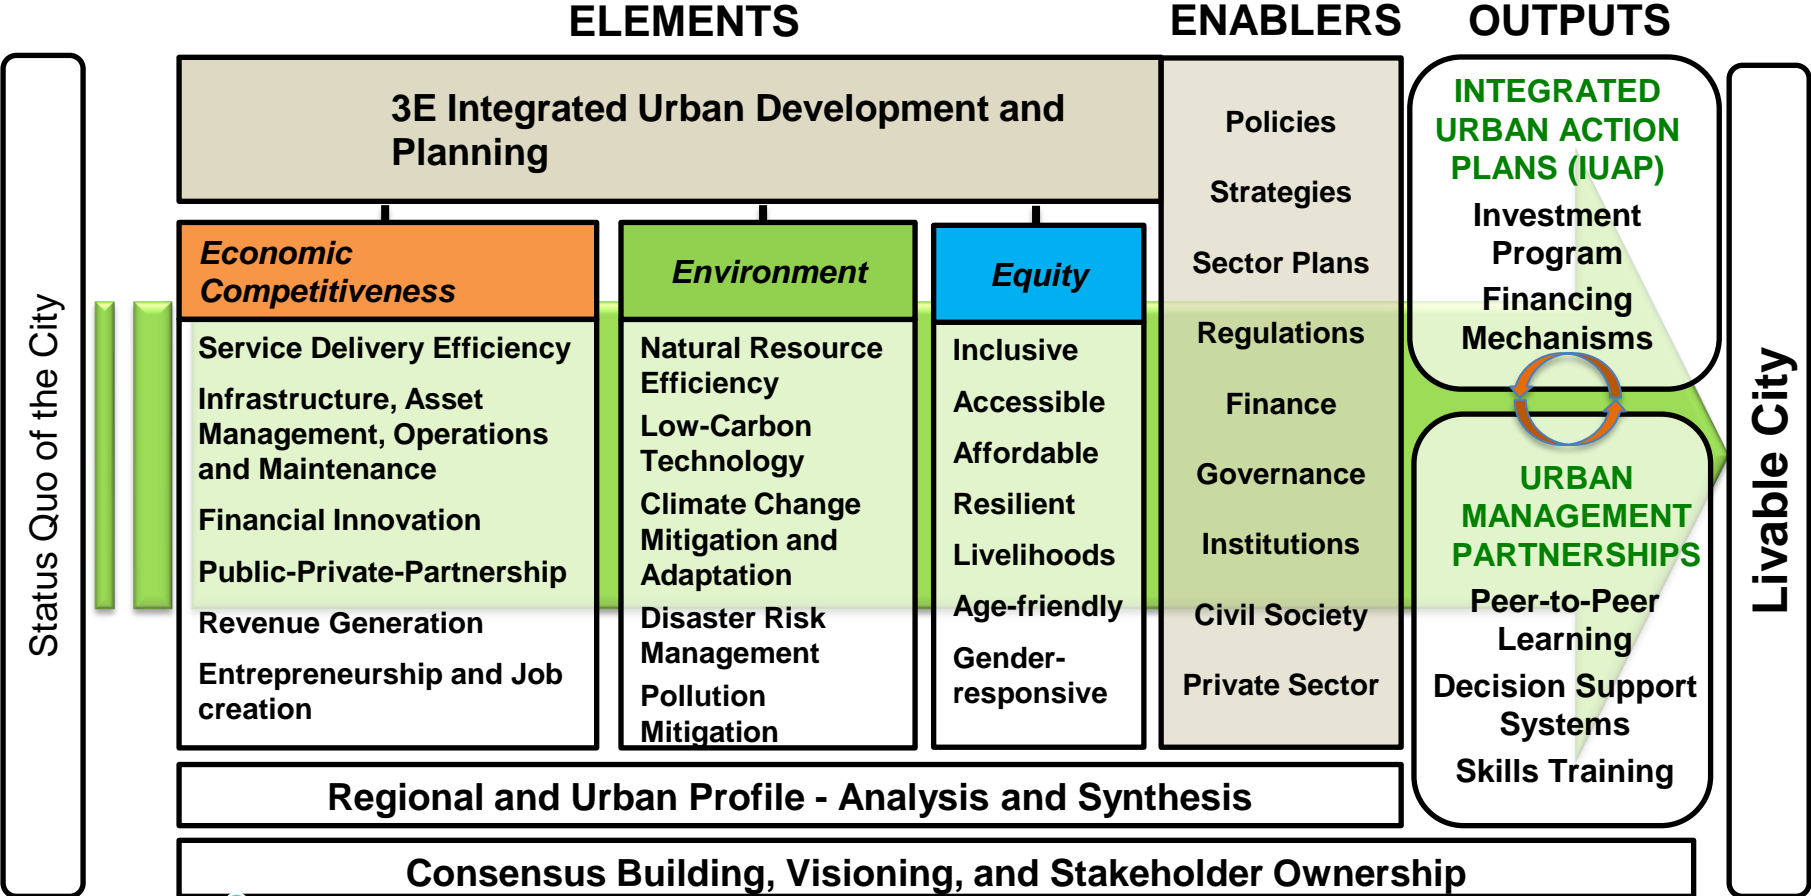 ELEMENTS
ENABLERS
OUTPUTS
Status Quo of the City
3E Integrated Urban Development and
Planning
Economic
Competitiveness
Service Delivery Efficiency
Infrastructure, Asset
Management, Operations
and Maintenance
Financial Innovation
Public-Private-Partnership
Revenue Generation
Entrepreneurship and Job
creation
Environment
Natural Resource
Efficiency
Low-Carbon
Technology
Climate Change
Mitigation and
Adaptation
Disaster Risk
Management
Pollution
Mitigation
Equity
Inclusive
Accessible
Affordable
Resilient
Livelihoods
Age-friendly
Gender-
responsive
Policies
Strategies
Sector Plans
Regulations
Finance
Governance
Institutions
Civil Society
Private Sector
INTEGRATED
URBAN ACTION
PLANS (IUAP)
Investment
Program
Financing
Mechanisms
URBAN
MANAGEMENT
PARTNERSHIPS
Peer-to-Peer
Learning
Decision Support
Systems
Skills Training
Livable City
Regional and Urban Profile - Analysis and Synthesis
Consensus Building, Visioning, and Stakeholder Ownership